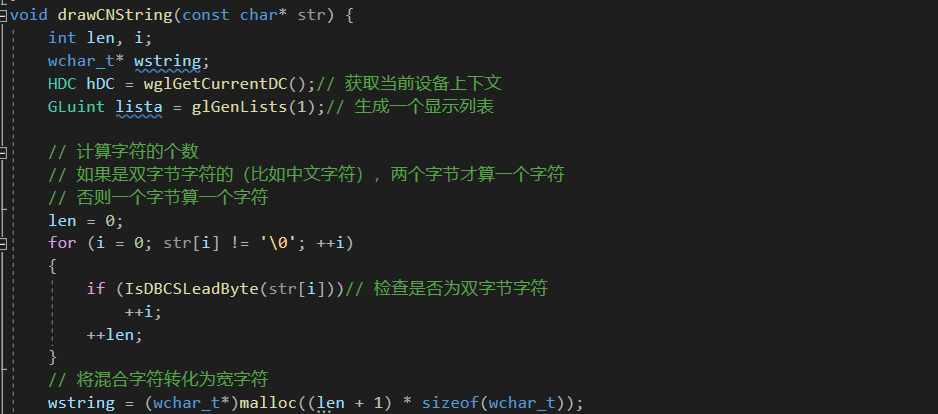 void drawCNString(const char* str) {
int len, i;
wchar_t* wstring;
HDC hDC = wglGetCurrentDC();// 获取当前设备上下文
GLuint lista = glGenLists(1);// 生成一个显示列表
// 计算字符的个数
// 如果是双字节字符的（比如中文字符），两个字节才算一个字符
// 否则一个字节算一个字符
len = 0;
for (i = 0; str[i] != '\0'; ++i)
{
if (IsDBCSLeadByte(str[i]))// 检查是否为双字节字符
++i;
++len;
}
// 将混合字符转化为宽字符
wstring = (wchar_t*)malloc((len + 1) * sizeof(wchar_t));